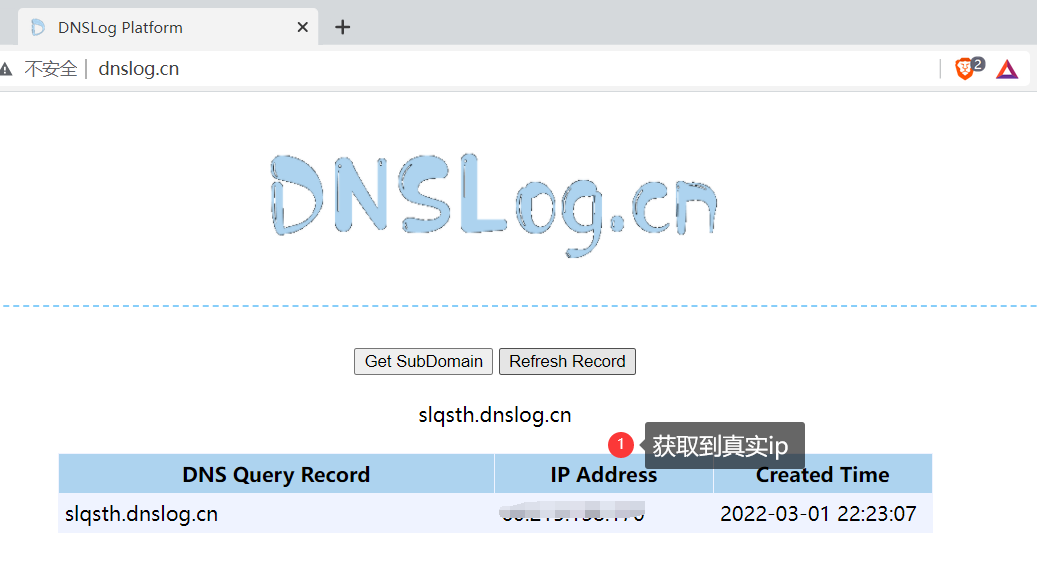 DNSLog Platform
不安全 dnslog.cn
2
DNSLog.cn
Get SubDomain Refresh Record
slqsth.dnslog.cn
1 获取到真实ip
DNS Query Record IP Address Created Time
slqsth.dnslog.cn 2022-03-01 22:23:07